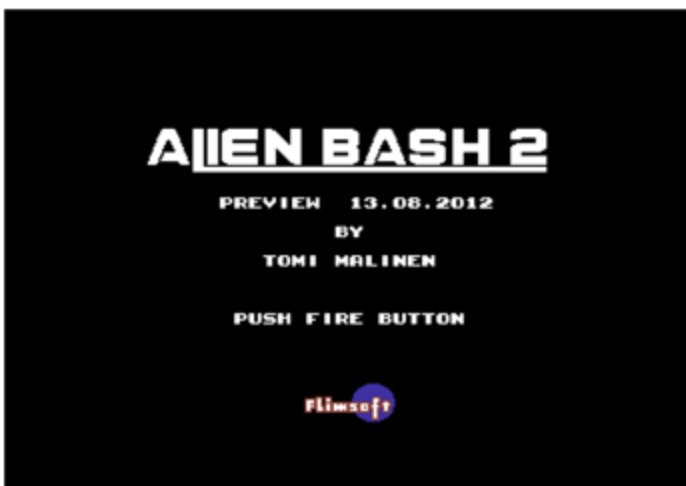 ALIEN BASH 2
PREVIEW 13.08.2012
BY
TOMI MALINEN
PUSH FIRE BUTTON
Flimsoft